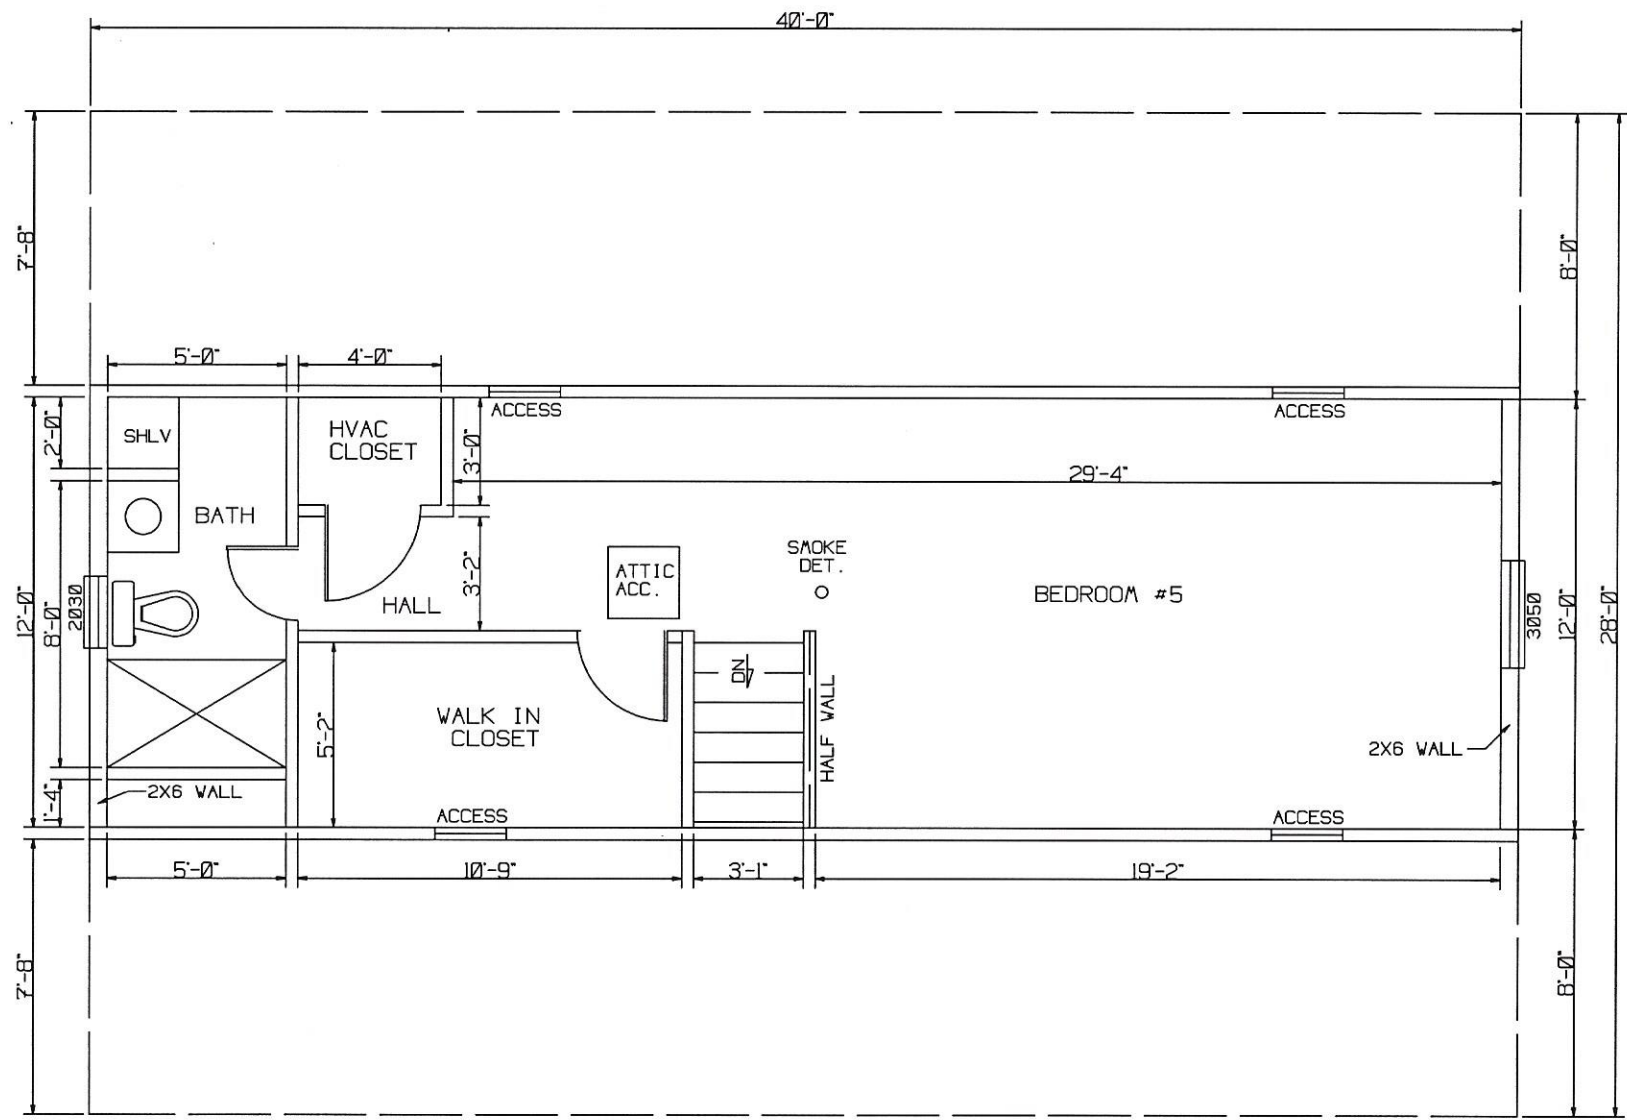 40'-0"
7'-8"
8'-0"
5'-0"
4'-0"
ACCESS
ACCESS
SHLV
2'-0"
HVAC
CLOSET
3'-0"
29'-4"
BATH
SMOKE
DET.
ATTIC
ACC.
3'-2"
HALL
BEDROOM #5
2030
3050
12'-0"
8'-0"
12'-0"
28'-0"
DN
HALF WALL
WALK IN
CLOSET
5'-2"
2X6 WALL
2X6 WALL
1'-4"
ACCESS
ACCESS
5'-0"
10'-9"
3'-1"
19'-2"
7'-8"
8'-0"